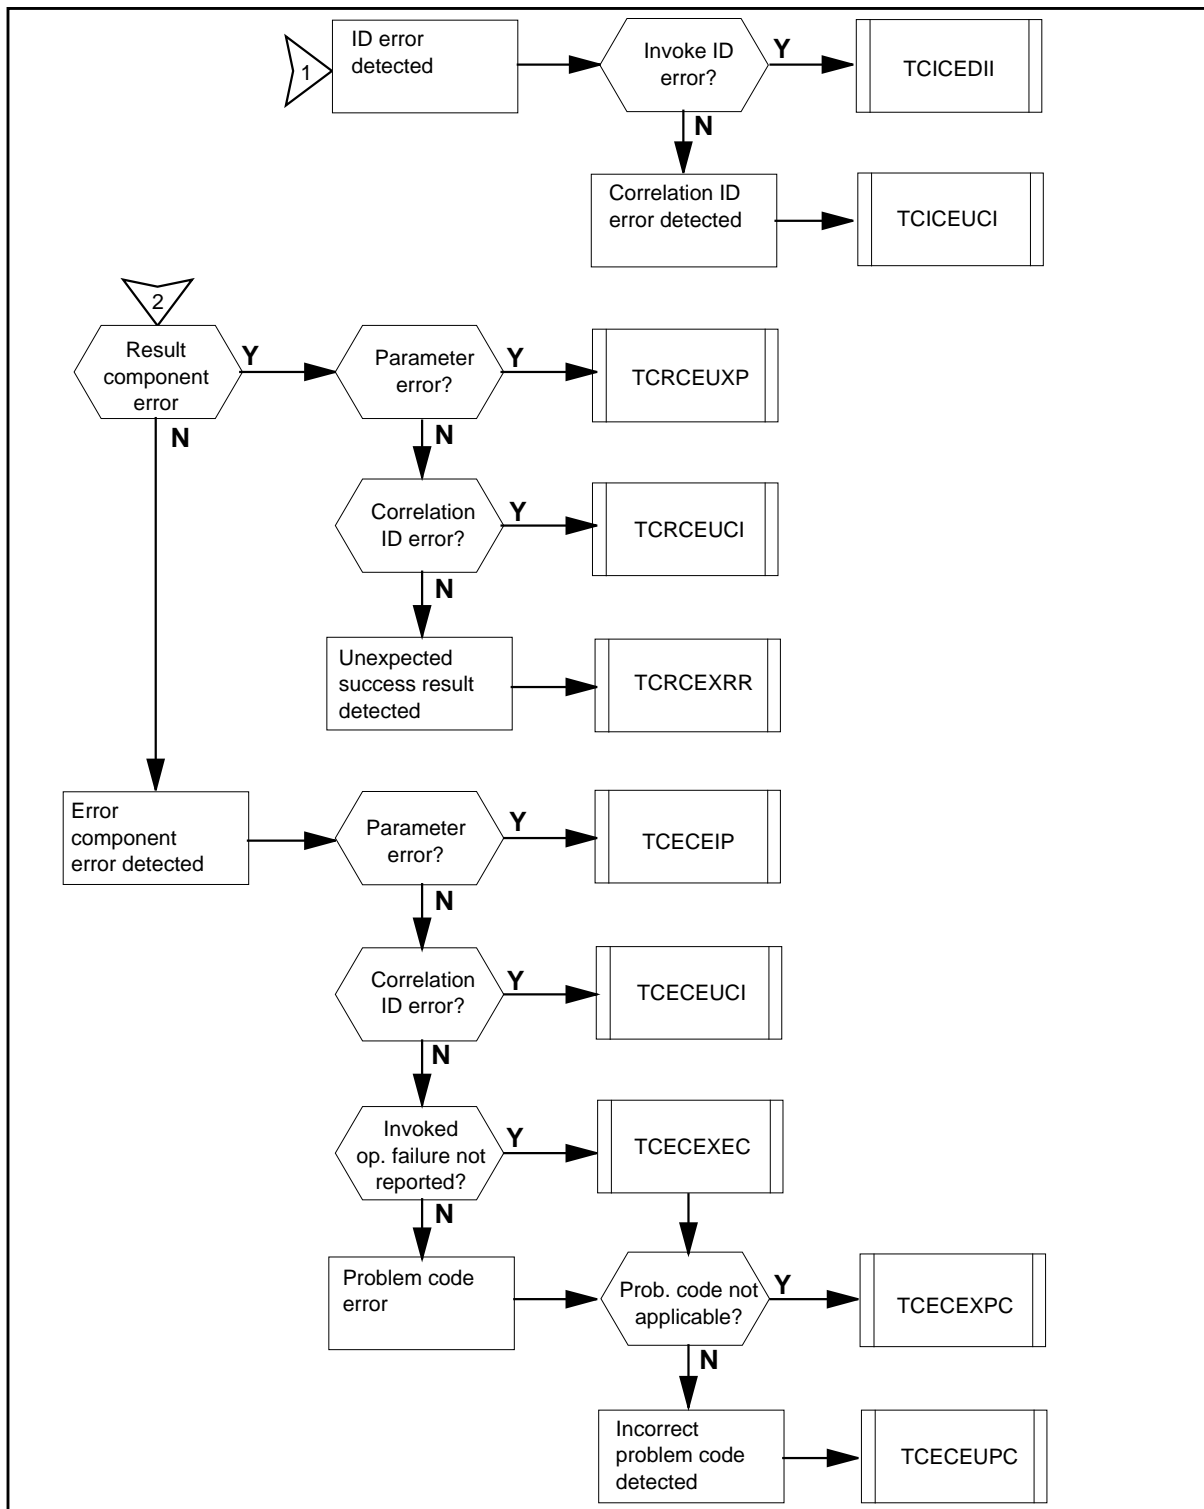 1
ID error
detected
Invoke ID
error?
Y
TCICEDII
N
Correlation ID
error detected
TCICEUCI
2
Result
component
error
Y
Parameter
error?
Y
TCRCEUXP
N
N
Correlation
ID error?
Y
TCRCEUCI
N
Unexpected
success result
detected
TCRCEXRR
Error
component
error detected
Parameter
error?
Y
TCECEIP
N
Correlation
ID error?
Y
TCECEUCI
N
Invoked
op. failure not
reported?
Y
TCECEXEC
N
Problem code
error
Prob. code not
applicable?
Y
TCECEXPC
N
Incorrect
problem code
detected
TCECEUPC